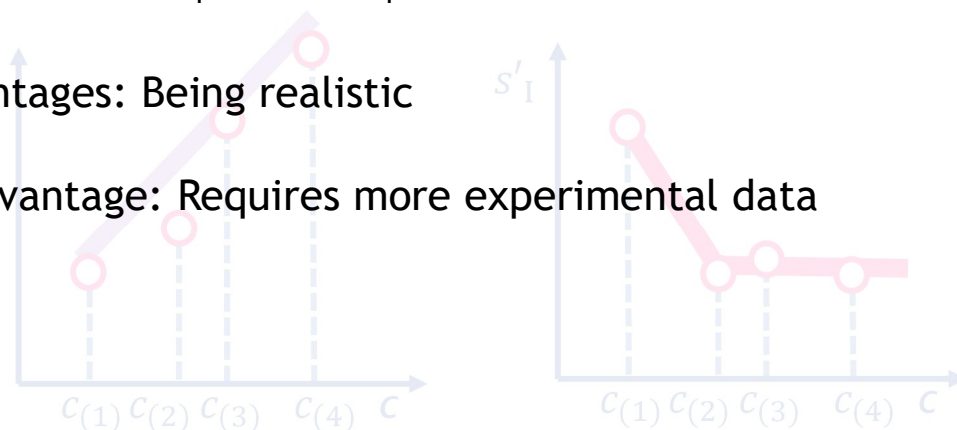 ntages: Being realistic
s′I
vantage: Requires more experimental data
c(1) c(2) c(3) c(4) c
c(1) c(2) c(3) c(4) c